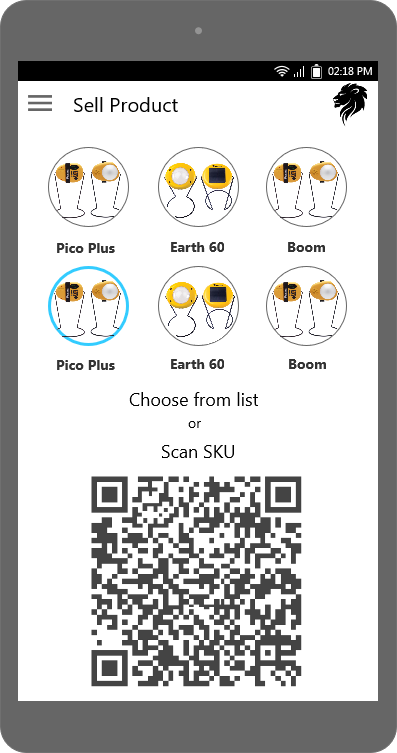 02:18 PM
Sell Product
Pico Plus Earth 60 Boom
Pico Plus Earth 60 Boom
Choose from list
or
Scan SKU